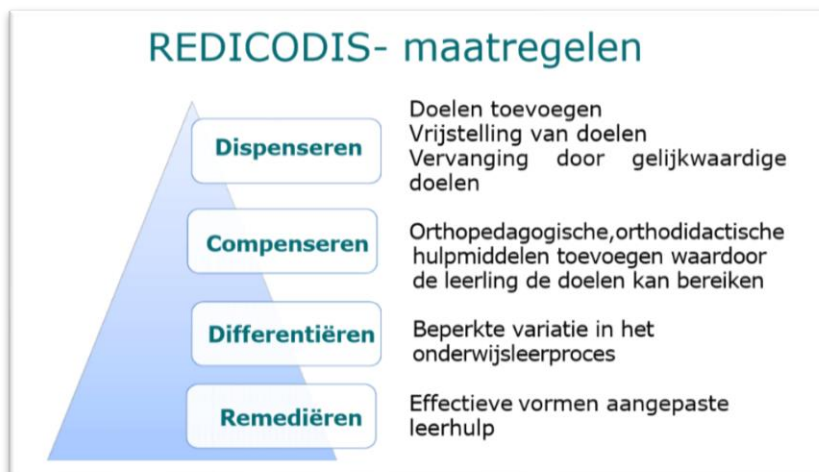 REDICODIS- maatregelen
Dispenseren
Doelen toevoegen
Vrijstelling van doelen
Vervanging door gelijkwaardige
doelen
Compenseren
Orthopedagogische,orthodidactische
hulpmiddelen toevoegen waardoor
de leerling de doelen kan bereiken
Differentiëren
Beperkte variatie in het
onderwijsleerproces
Remediëren
Effectieve vormen aangepaste
leerhulp